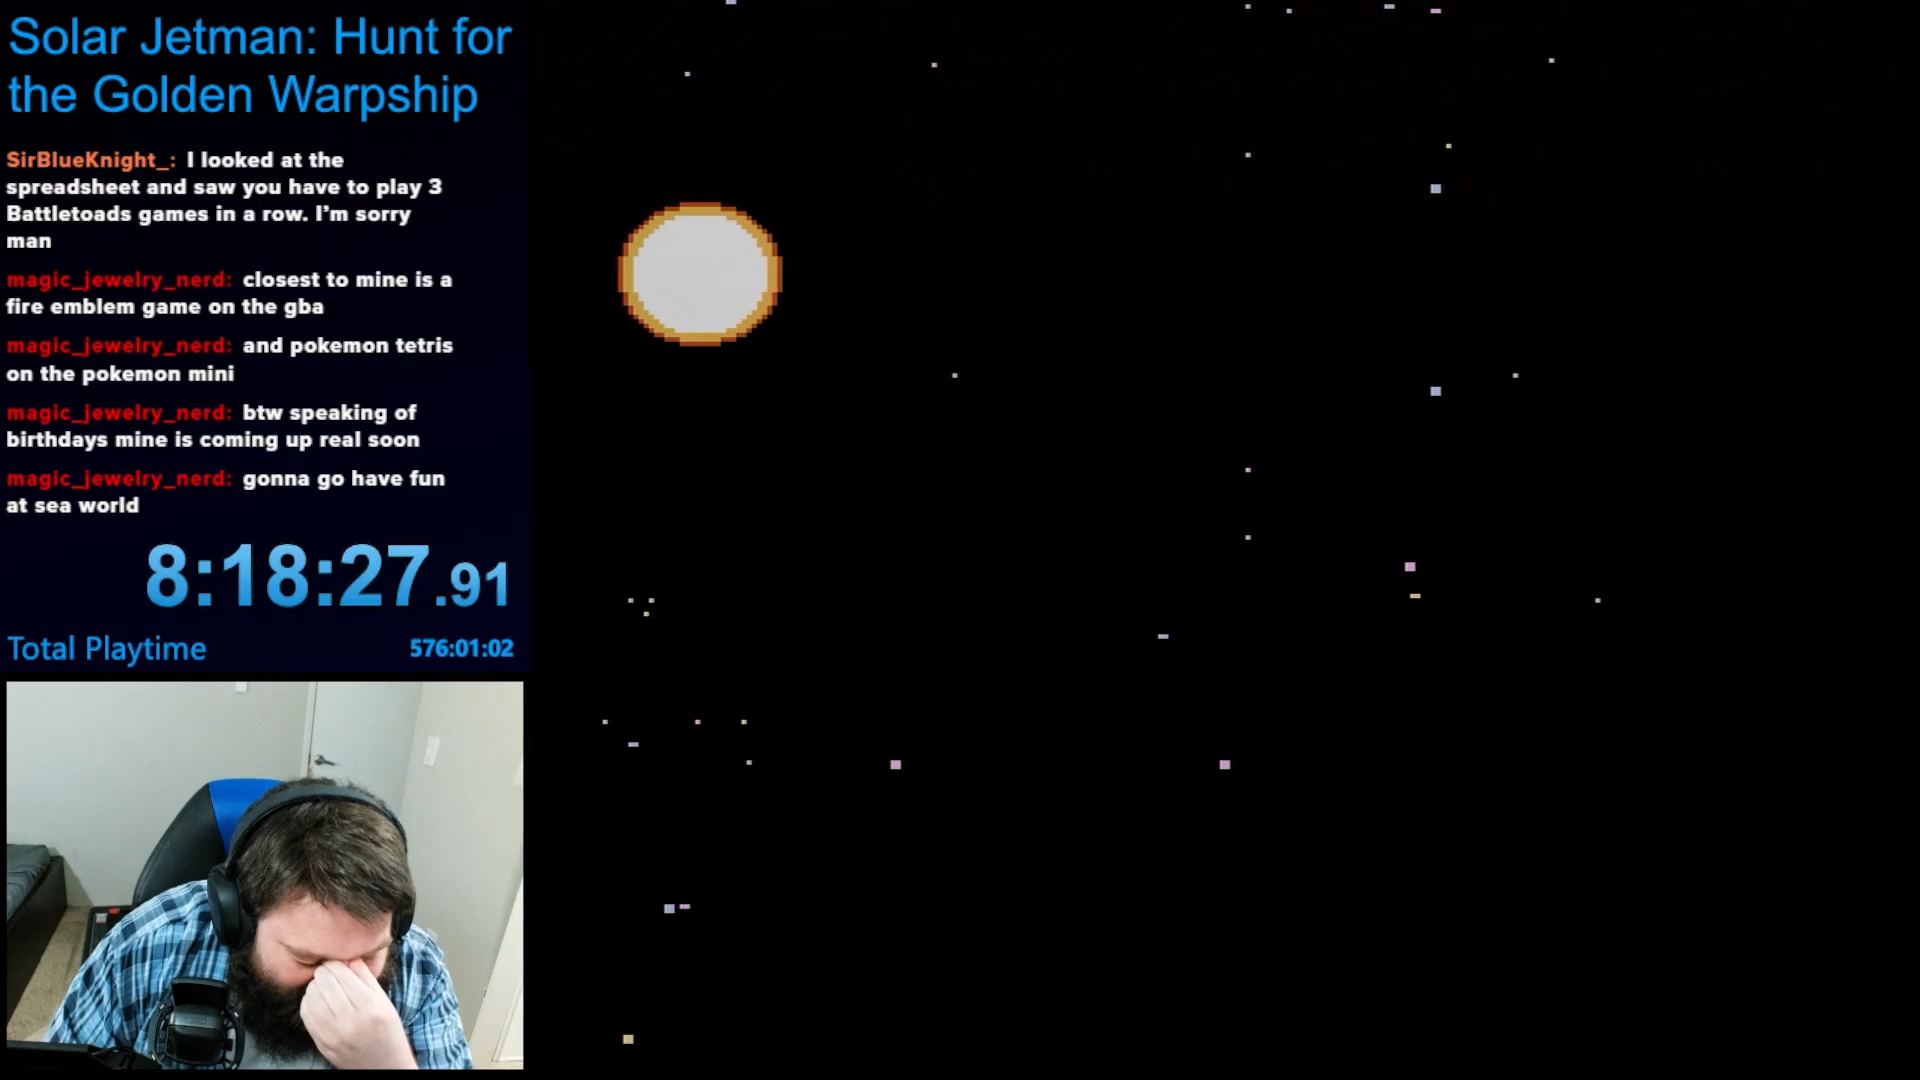 Solar Jetman: Hunt for
the Golden Warpship
SirBlueKnight_: I looked at the
spreadsheet and saw you have to play 3
Battletoads games in a row. I'm sorry
man
magic_jewelry_nerd: closest to mine is a
fire emblem game on the gba
magic_jewelry_nerd: and pokemon tetris
on the pokemon mini
magic_jewelry_nerd: btw speaking of
birthdays mine is coming up real soon
magic_jewelry_nerd: gonna go have fun
at sea world
8:18:27.91
Total Playtime 576:01:02